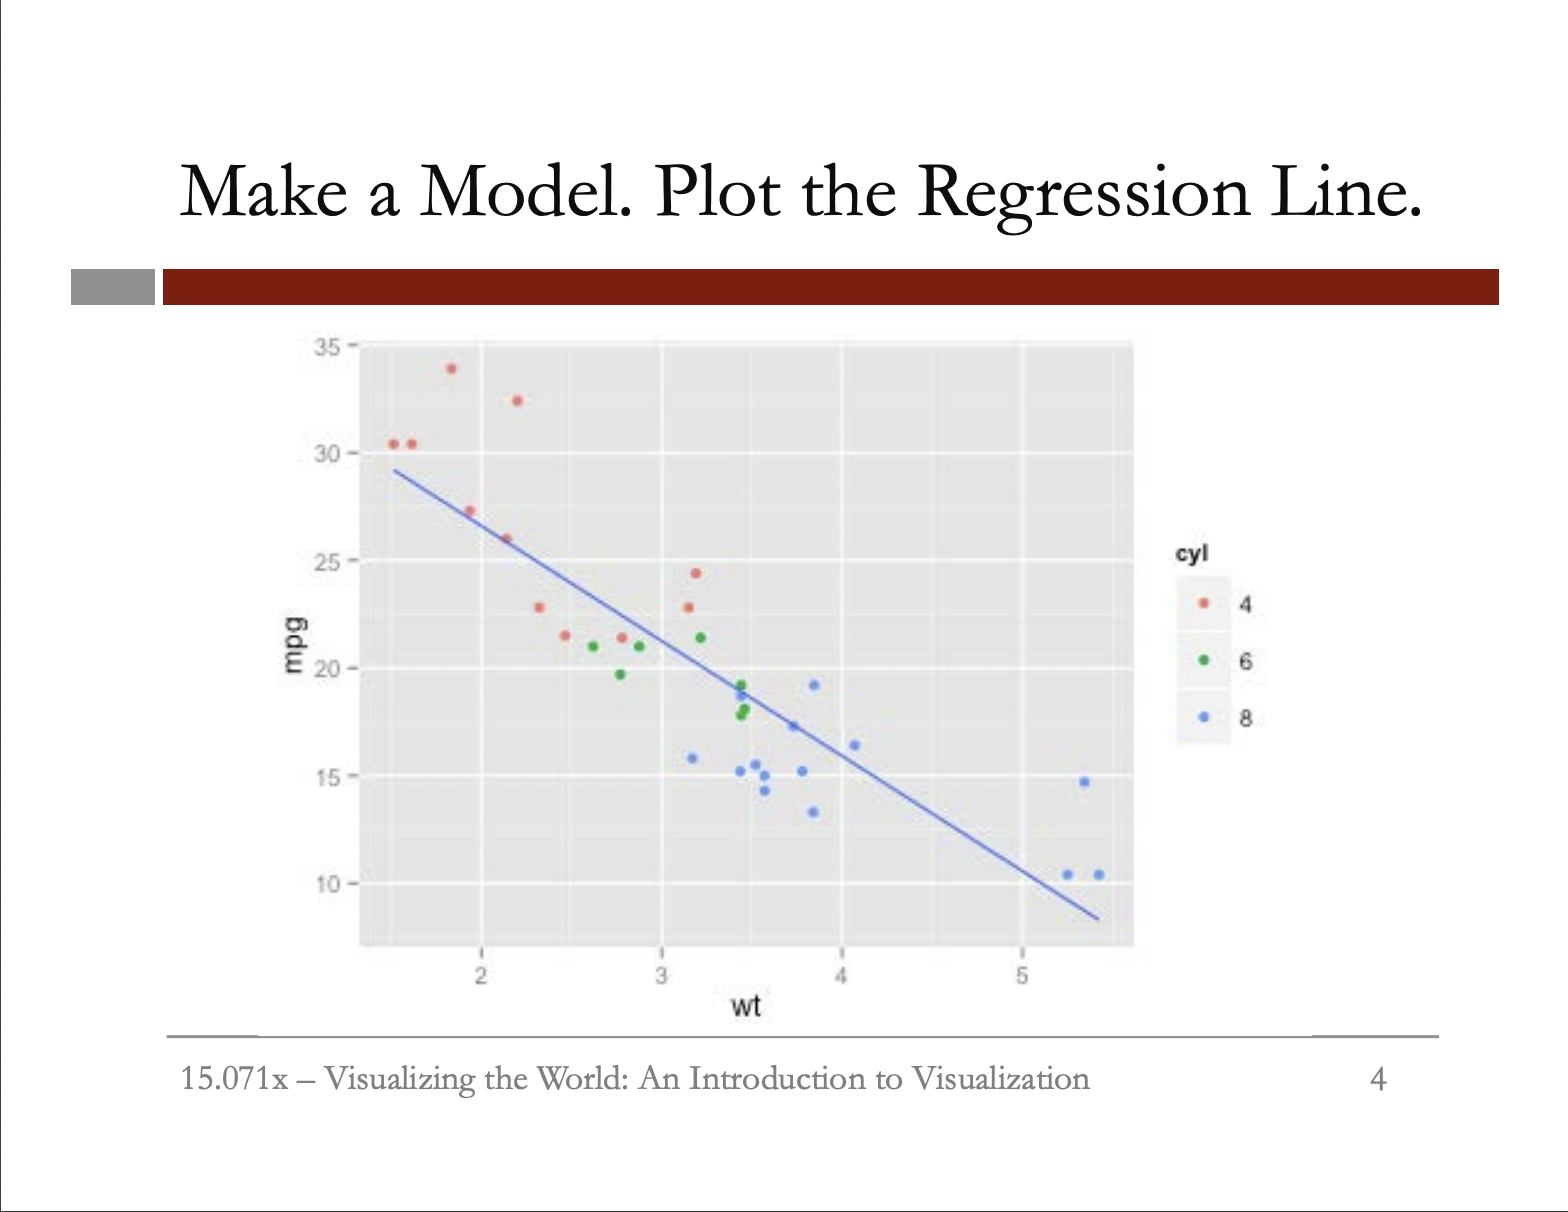 Make a Model. Plot the Regression Line.
35
30
25
20
15
10
mpg
2 3 4 5
wt
cyl
4
6
8
15.071x – Visualizing the World: An Introduction to Visualization 4